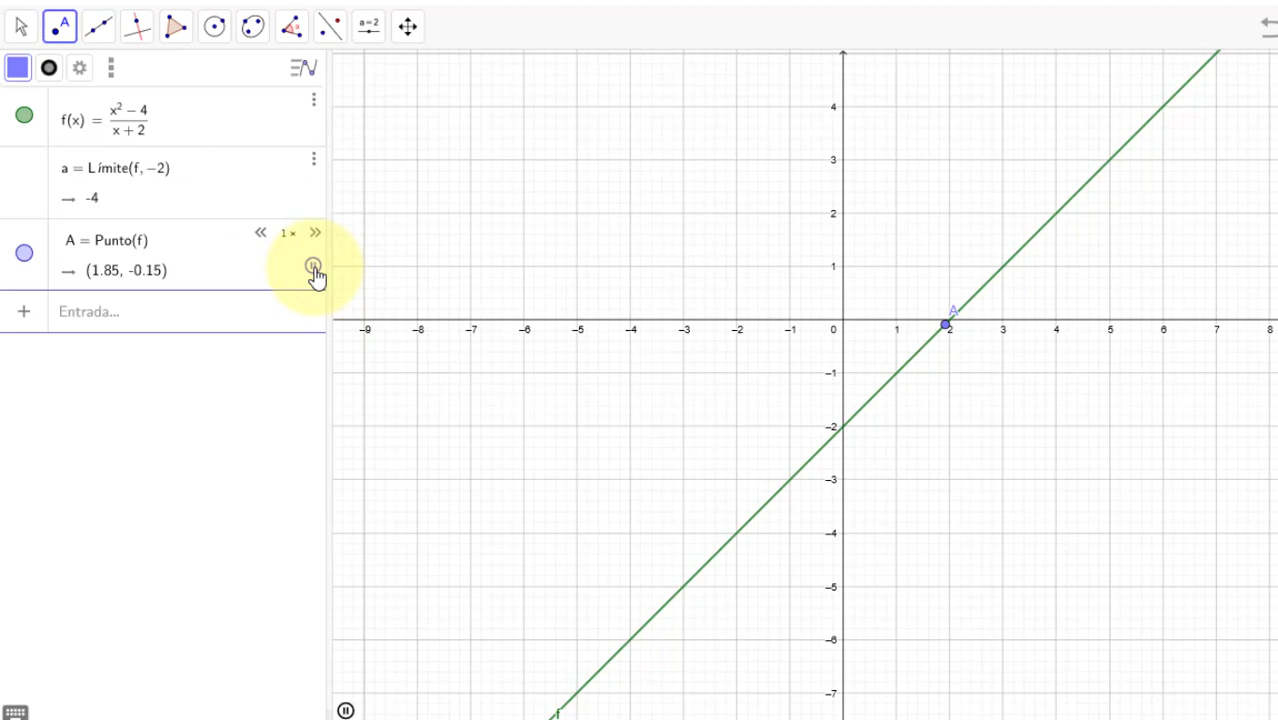 A
a=2
f(x) = (x² − 4)/(x + 2)
a = Límite(f, −2)
→ -4
A = Punto(f)
1 ×
→ (1.85, -0.15)
+ Entrada...
4
3
2
1
A
−9 −8 −7 −6 −5 −4 −3 −2 −1 0 1 2 3 4 5 6 7 8
−1
−2
−3
−4
−5
−6
−7
f